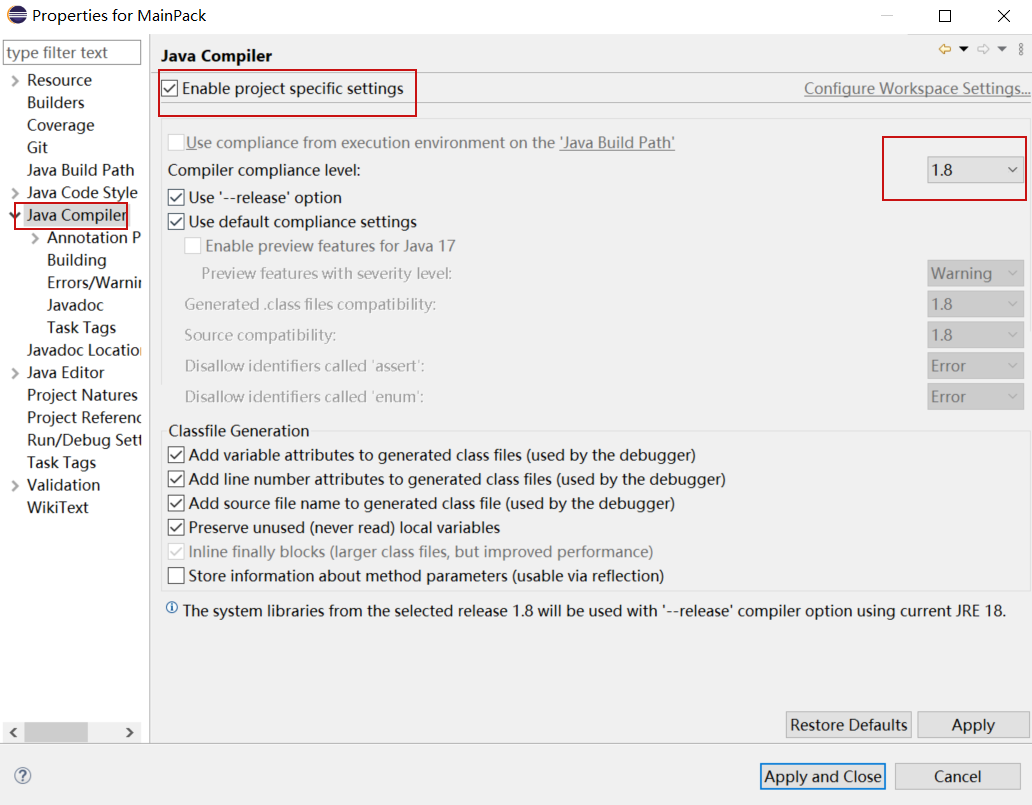 Properties for MainPack
type filter text
Resource
Builders
Coverage
Git
Java Build Path
Java Code Style
Java Compiler
Annotation P
Building
Errors/Warnin
Javadoc
Task Tags
Javadoc Location
Java Editor
Project Natures
Project Referenc
Run/Debug Sett
Task Tags
Validation
WikiText
Java Compiler
Enable project specific settings
Configure Workspace Settings...
Use compliance from execution environment on the 'Java Build Path'
Compiler compliance level:
1.8
Use '--release' option
Use default compliance settings
Enable preview features for Java 17
Preview features with severity level:
Warning
Generated .class files compatibility:
1.8
Source compatibility:
1.8
Disallow identifiers called 'assert':
Error
Disallow identifiers called 'enum':
Error
Classfile Generation
Add variable attributes to generated class files (used by the debugger)
Add line number attributes to generated class files (used by the debugger)
Add source file name to generated class file (used by the debugger)
Preserve unused (never read) local variables
Inline finally blocks (larger class files, but improved performance)
Store information about method parameters (usable via reflection)
The system libraries from the selected release 1.8 will be used with '--release' compiler option using current JRE 18.
Restore Defaults
Apply
Apply and Close
Cancel